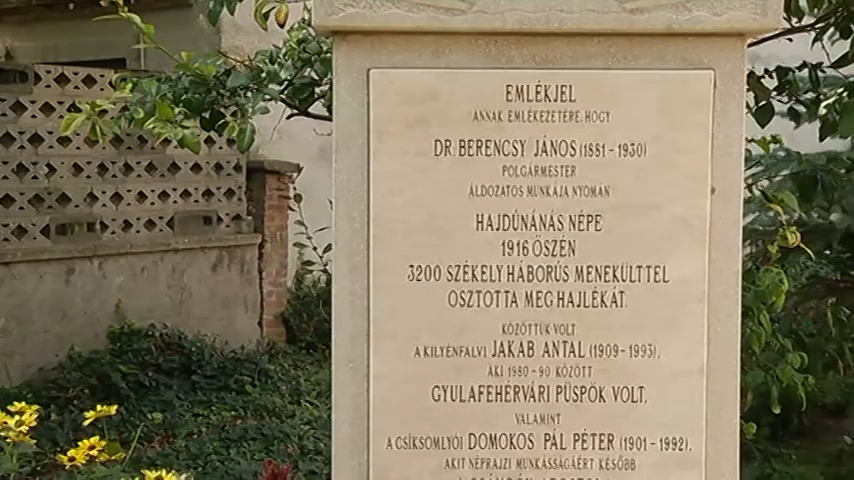 EMLÉKJEL
ANNAK EMLÉKEZETÉRE, HOGY
DR. BERENCSY JÁNOS (1881-1930)
POLGÁRMESTER
ÁLDOZATOS MUNKÁJA NYOMÁN
HAJDÚNÁNÁS NÉPE
1916 ŐSZÉN
3200 SZÉKELY HÁBORÚS MENEKÜLTTEL
OSZTOTTA MEG HAJLÉKÁT
KÖZÖTTÜK VOLT
A KILYÉNFALVI JAKAB ANTAL (1909-1993)
AKI 1980-90 KÖZÖTT
GYULAFEHÉRVÁRI PÜSPÖK VOLT,
VALAMINT
A CSÍKSOMLYÓI DOMOKOS PÁL PÉTER (1901-1992),
AKIT NÉPRAJZI MUNKÁSSÁGÁÉRT KÉSŐBB